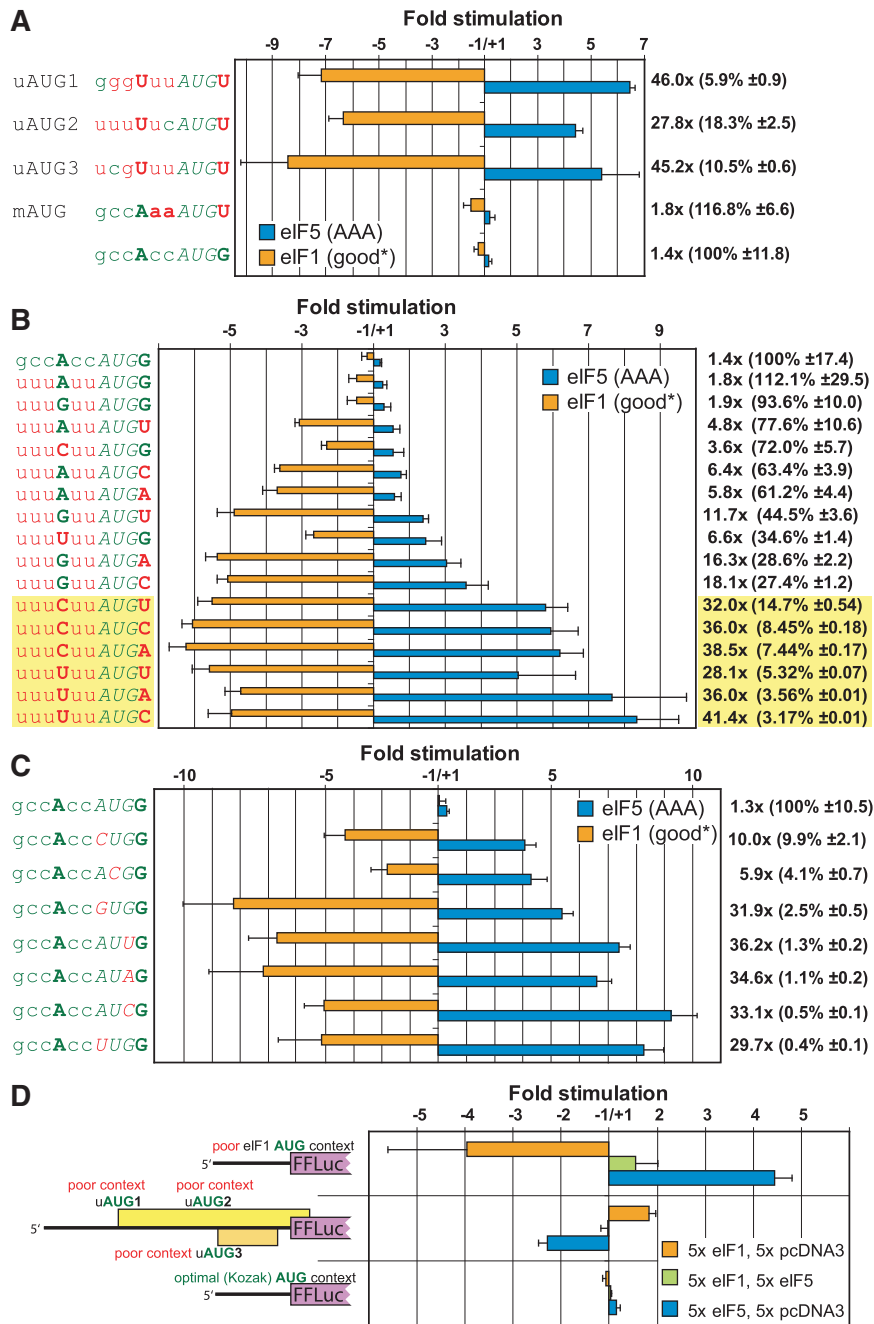 A
Fold stimulation
-9 -7 -5 -3 -1/+1 3 5 7
uAUG1 gggUuuAUGU 46.0x (5.9% ±0.9)
uAUG2 uuuUucAUGU 27.8x (18.3% ±2.5)
uAUG3 ucgUuuAUGU 45.2x (10.5% ±0.6)
mAUG gccAaaAUGU 1.8x (116.8% ±6.6)
gccAccAUGG 1.4x (100% ±11.8)
eIF5 (AAA)
eIF1 (good*)
B
Fold stimulation
-5 -3 -1/+1 3 5 7 9
gccAccAUGG 1.4x (100% ±17.4)
uuuAuuAUGG 1.8x (112.1% ±29.5)
uuuGuuAUGG 1.9x (93.6% ±10.0)
uuuAuuAUGU 4.8x (77.6% ±10.6)
uuuCuuAUGG 3.6x (72.0% ±5.7)
uuuAuuAUGC 6.4x (63.4% ±3.9)
uuuAuuAUGA 5.8x (61.2% ±4.4)
uuuGuuAUGU 11.7x (44.5% ±3.6)
uuuUuuAUGG 6.6x (34.6% ±1.4)
uuuGuuAUGA 16.3x (28.6% ±2.2)
uuuGuuAUGC 18.1x (27.4% ±1.2)
uuuCuuAUGU 32.0x (14.7% ±0.54)
uuuCuuAUGC 36.0x (8.45% ±0.18)
uuuCuuAUGA 38.5x (7.44% ±0.17)
uuuUuuAUGU 28.1x (5.32% ±0.07)
uuuUuuAUGA 36.0x (3.56% ±0.01)
uuuUuuAUGC 41.4x (3.17% ±0.01)
eIF5 (AAA)
eIF1 (good*)
C
Fold stimulation
-10 -5 -1/+1 5 10
gccAccAUGG 1.3x (100% ±10.5)
gccAccCUGG 10.0x (9.9% ±2.1)
gccAccACGG 5.9x (4.1% ±0.7)
gccAccGUGG 31.9x (2.5% ±0.5)
gccAccAUUG 36.2x (1.3% ±0.2)
gccAccAUAG 34.6x (1.1% ±0.2)
gccAccAUCG 33.1x (0.5% ±0.1)
gccAccUUGG 29.7x (0.4% ±0.1)
eIF5 (AAA)
eIF1 (good*)
D
Fold stimulation
-5 -4 -3 -2 -1/+1 2 3 4 5
poor eIF1 AUG context
5′ FFLuc
poor context poor context
uAUG1 uAUG2
5′ FFLuc
poor context uAUG3
optimal (Kozak) AUG context
5′ FFLuc
5x eIF1, 5x pcDNA3
5x eIF1, 5x eIF5
5x eIF5, 5x pcDNA3